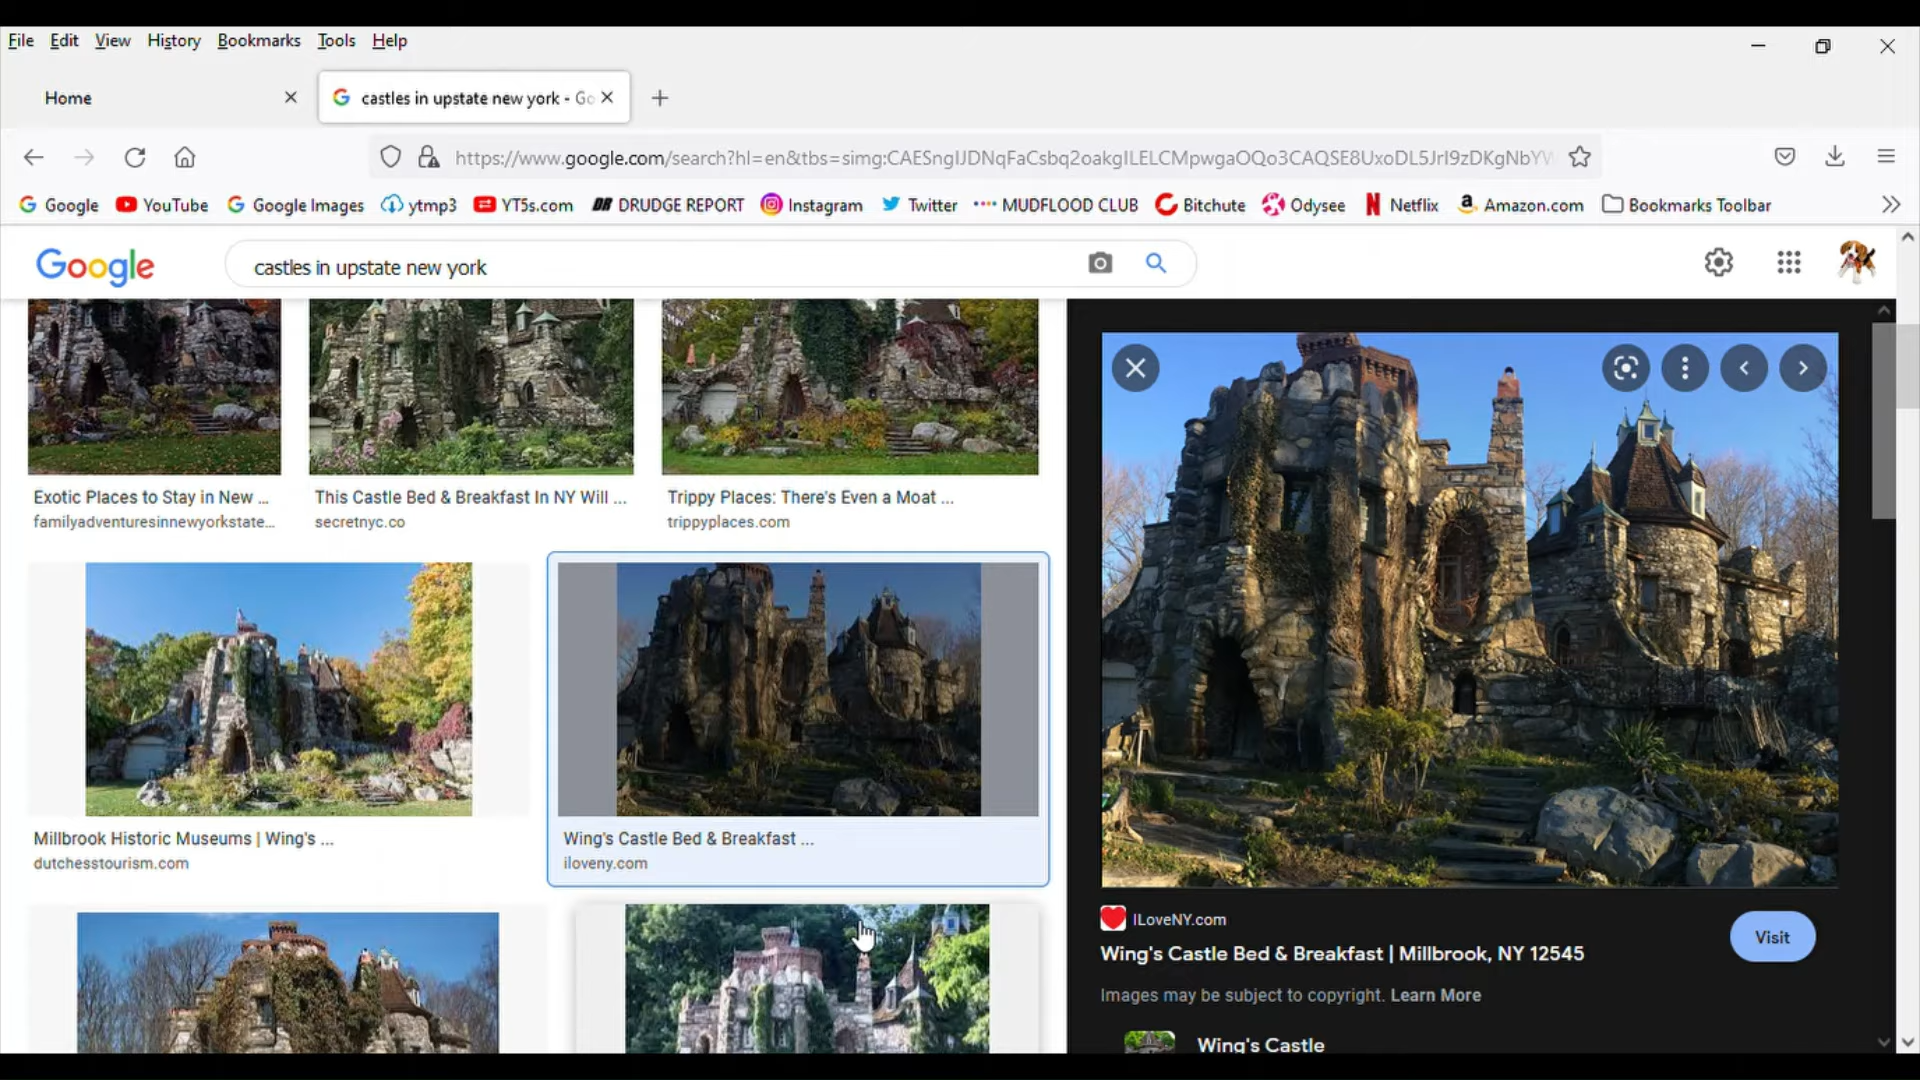 File Edit View History Bookmarks Tools Help
Home
castles in upstate new york - Go
https://www.google.com/search?hl=en&tbs=simg:CAESngIJDNqFaCsbq2oakgILELCMpwgaOQo3CAQSE8UxoDL5JrI9zDKgNbYW
Google YouTube Google Images ytmp3 YT5s.com DR DRUDGE REPORT Instagram Twitter MUDFLOOD CLUB Bitchute Odysee Netflix Amazon.com Bookmarks Toolbar
Google
castles in upstate new york
Exotic Places to Stay in New ...
familyadventuresinnewyorkstate...
This Castle Bed & Breakfast In NY Will ...
secretnyc.co
Trippy Places: There's Even a Moat ...
trippyplaces.com
Millbrook Historic Museums | Wing's ...
dutchesstourism.com
Wing's Castle Bed & Breakfast ...
iloveny.com
ILoveNY.com
Wing's Castle Bed & Breakfast | Millbrook, NY 12545
Visit
Images may be subject to copyright. Learn More
Wing's Castle